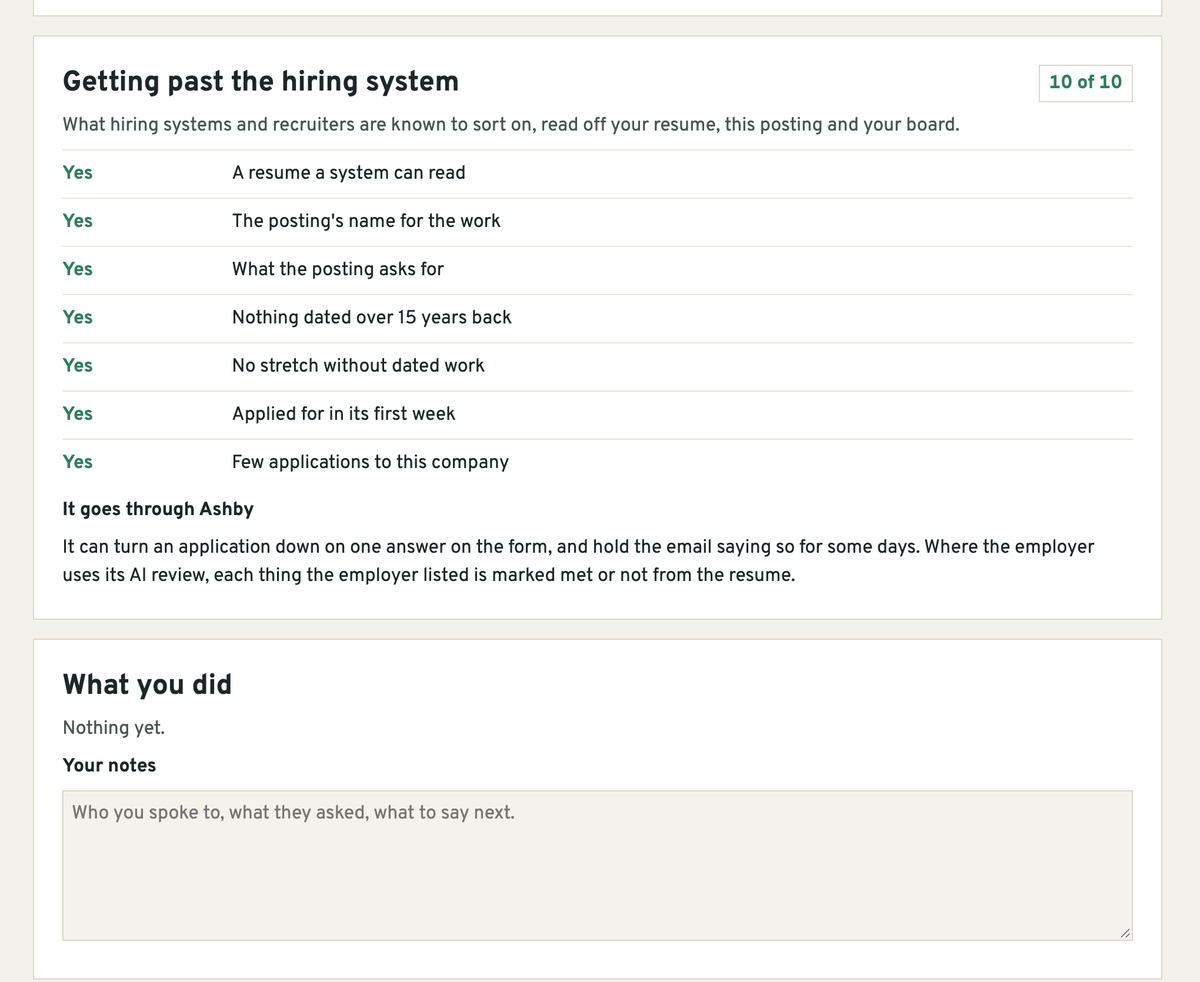 Getting past the hiring system
10 of 10
What hiring systems and recruiters are known to sort on, read off your resume, this posting and your board.
Yes A resume a system can read
Yes The posting's name for the work
Yes What the posting asks for
Yes Nothing dated over 15 years back
Yes No stretch without dated work
Yes Applied for in its first week
Yes Few applications to this company
It goes through Ashby
It can turn an application down on one answer on the form, and hold the email saying so for some days. Where the employer
uses its AI review, each thing the employer listed is marked met or not from the resume.
What you did
Nothing yet.
Your notes
Who you spoke to, what they asked, what to say next.